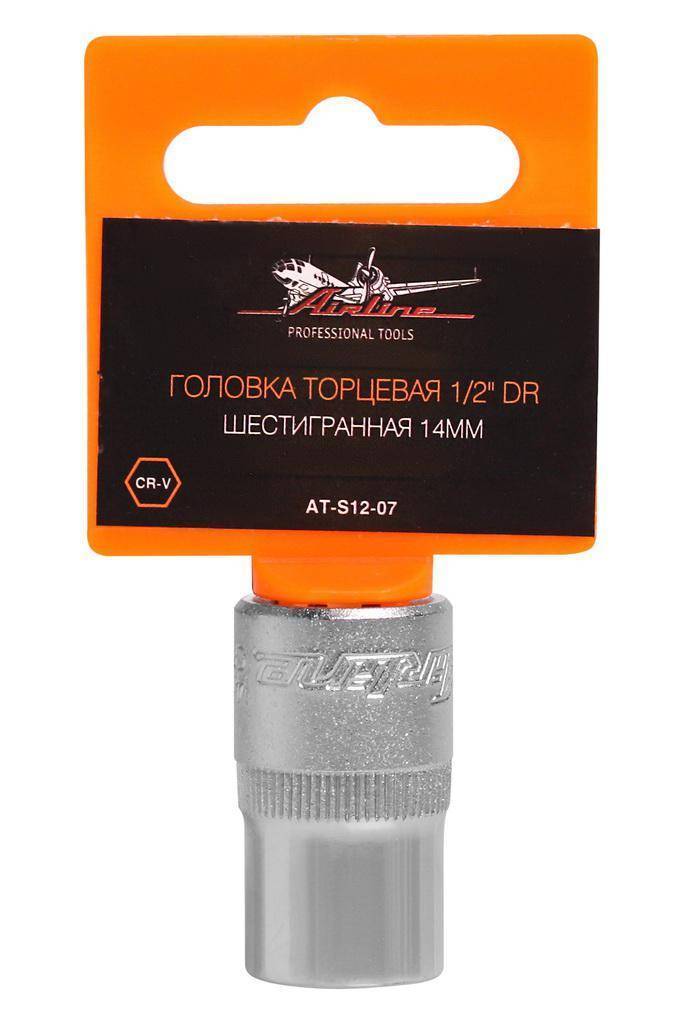 AirLine
PROFESSIONAL TOOLS
ГОЛОВКА ТОРЦЕВАЯ 1/2" DR
ШЕСТИГРАННАЯ 14ММ
CR-V
AT-S12-07